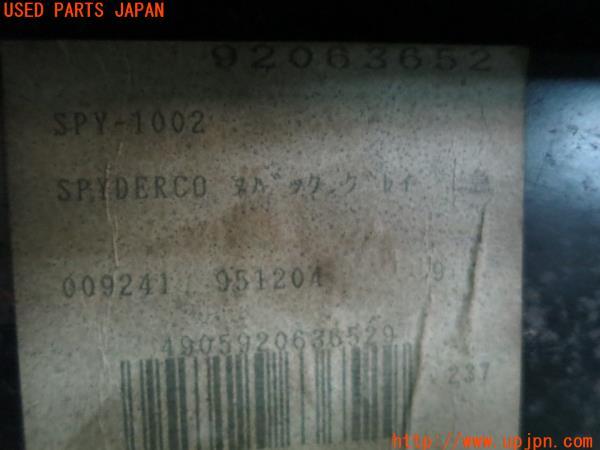 USED PARTS JAPAN
92063652
SPY-1002
SPYDERCO ヌバック.グレイ
009241 951204 9
4905920636529
237
http://www.upjpn.com/